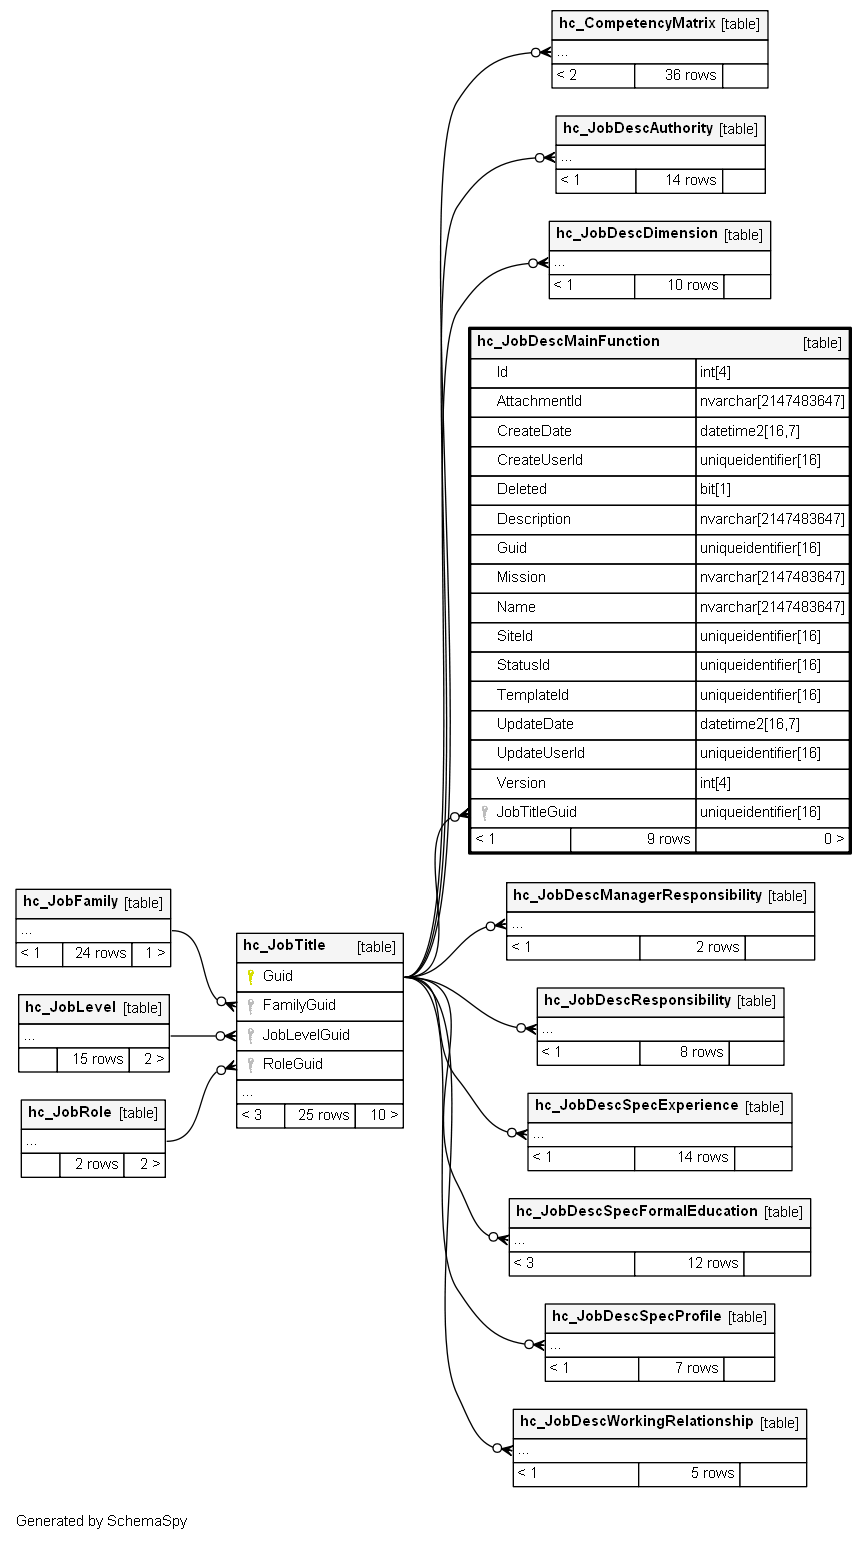 hc_CompetencyMatrix [table]
...
< 2 36 rows
hc_JobDescAuthority [table]
...
< 1 14 rows
hc_JobDescDimension [table]
...
< 1 10 rows
hc_JobDescMainFunction [table]
Id int[4]
AttachmentId nvarchar[2147483647]
CreateDate datetime2[16,7]
CreateUserId uniqueidentifier[16]
Deleted bit[1]
Description nvarchar[2147483647]
Guid uniqueidentifier[16]
Mission nvarchar[2147483647]
Name nvarchar[2147483647]
SiteId uniqueidentifier[16]
StatusId uniqueidentifier[16]
TemplateId uniqueidentifier[16]
UpdateDate datetime2[16,7]
UpdateUserId uniqueidentifier[16]
Version int[4]
JobTitleGuid uniqueidentifier[16]
< 1 9 rows 0 >
hc_JobFamily [table]
...
< 1 24 rows 1 >
hc_JobLevel [table]
...
15 rows 2 >
hc_JobRole [table]
...
2 rows 2 >
hc_JobTitle [table]
Guid
FamilyGuid
JobLevelGuid
RoleGuid
...
< 3 25 rows 10 >
hc_JobDescManagerResponsibility [table]
...
< 1 2 rows
hc_JobDescResponsibility [table]
...
< 1 8 rows
hc_JobDescSpecExperience [table]
...
< 1 14 rows
hc_JobDescSpecFormalEducation [table]
...
< 3 12 rows
hc_JobDescSpecProfile [table]
...
< 1 7 rows
hc_JobDescWorkingRelationship [table]
...
< 1 5 rows
Generated by SchemaSpy